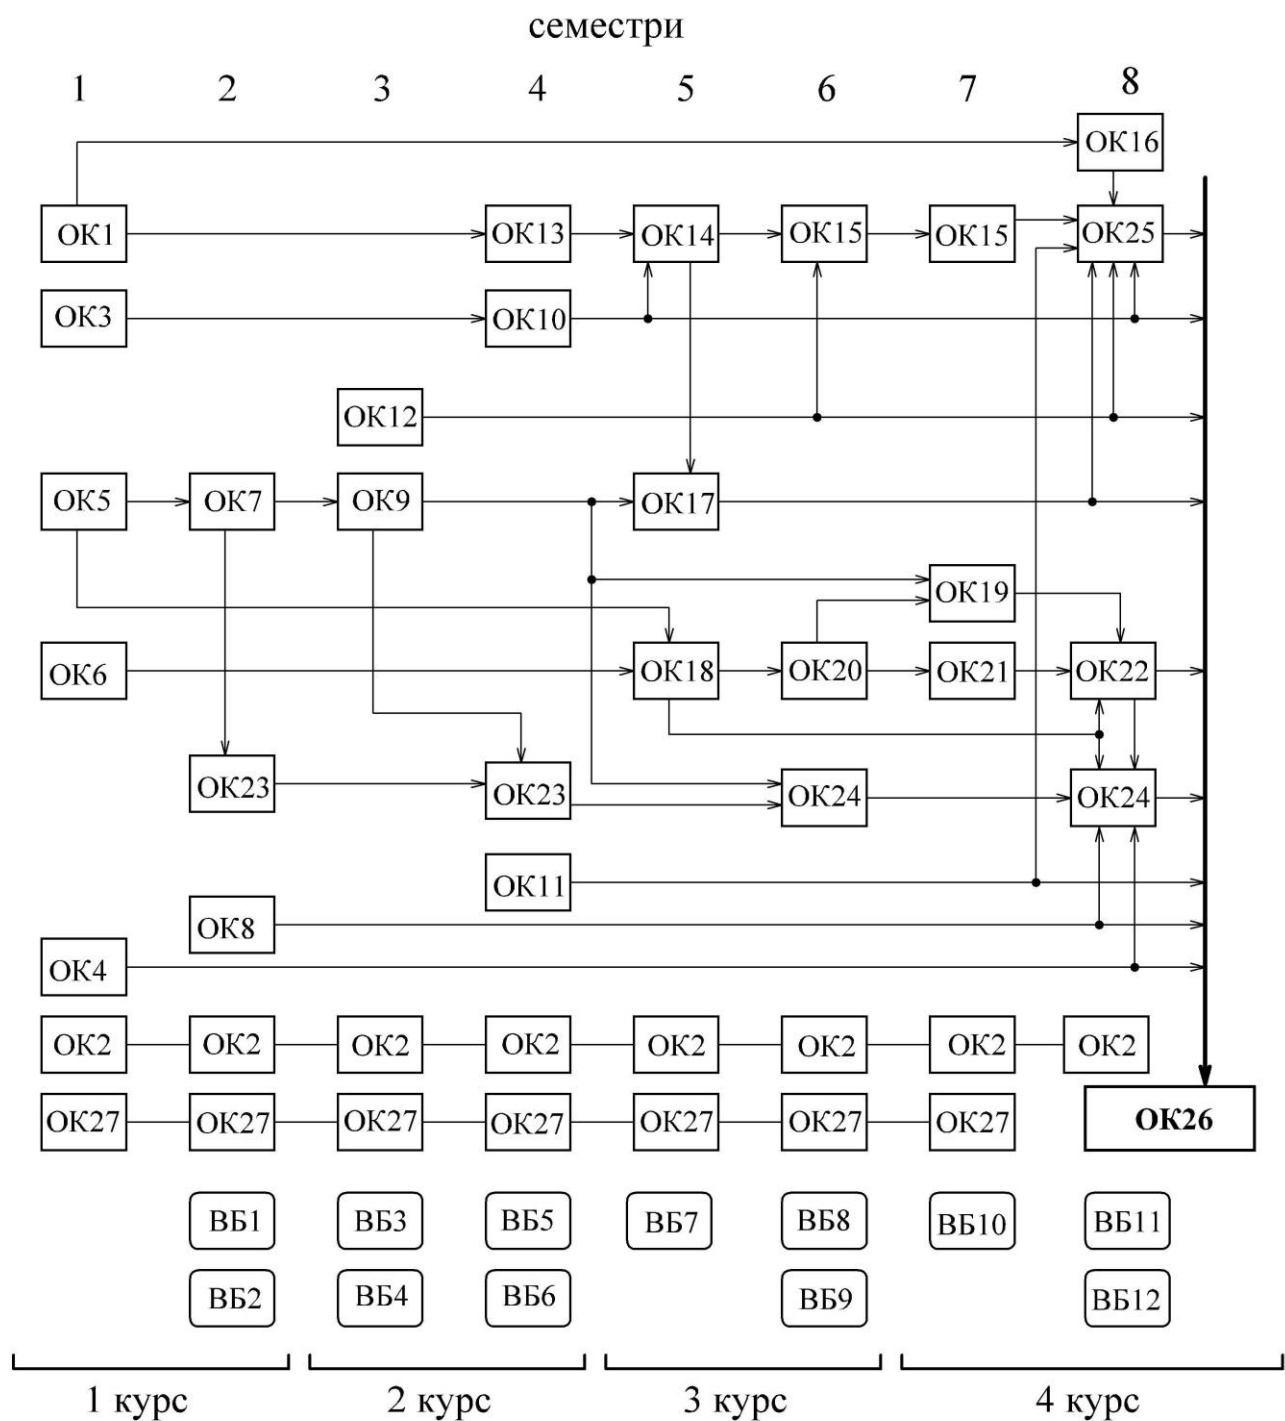 семестри
1 2 3 4 5 6 7 8
ОК16
ОК1 ОК13 ОК14 ОК15 ОК15 ОК25
ОК3 ОК10
ОК12
ОК5 ОК7 ОК9 ОК17
ОК19
ОК6 ОК18 ОК20 ОК21 ОК22
ОК23 ОК23 ОК24 ОК24
ОК11
ОК8
ОК4
ОК2 ОК2 ОК2 ОК2 ОК2 ОК2 ОК2 ОК2
ОК27 ОК27 ОК27 ОК27 ОК27 ОК27 ОК27 ОК26
ВБ1 ВБ3 ВБ5 ВБ7 ВБ8 ВБ10 ВБ11
ВБ2 ВБ4 ВБ6 ВБ9 ВБ12
1 курс 2 курс 3 курс 4 курс